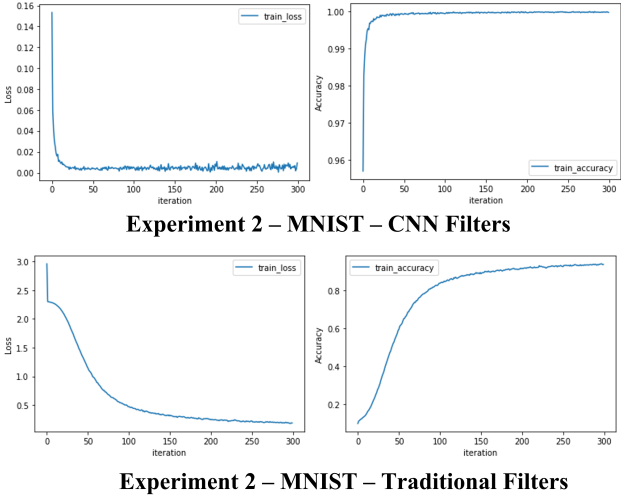 0.16
0.14
0.12
0.10
0.08
0.06
0.04
0.02
0.00
Loss
train_loss
0 50 100 150 200 250 300
iteration
1.00
0.99
0.98
0.97
0.96
Accuracy
train_accuracy
0 50 100 150 200 250 300
iteration
Experiment 2 – MNIST – CNN Filters
3.0
2.5
2.0
1.5
1.0
0.5
Loss
train_loss
0 50 100 150 200 250 300
iteration
0.8
0.6
0.4
0.2
Accuracy
train_accuracy
0 50 100 150 200 250 300
iteration
Experiment 2 – MNIST – Traditional Filters